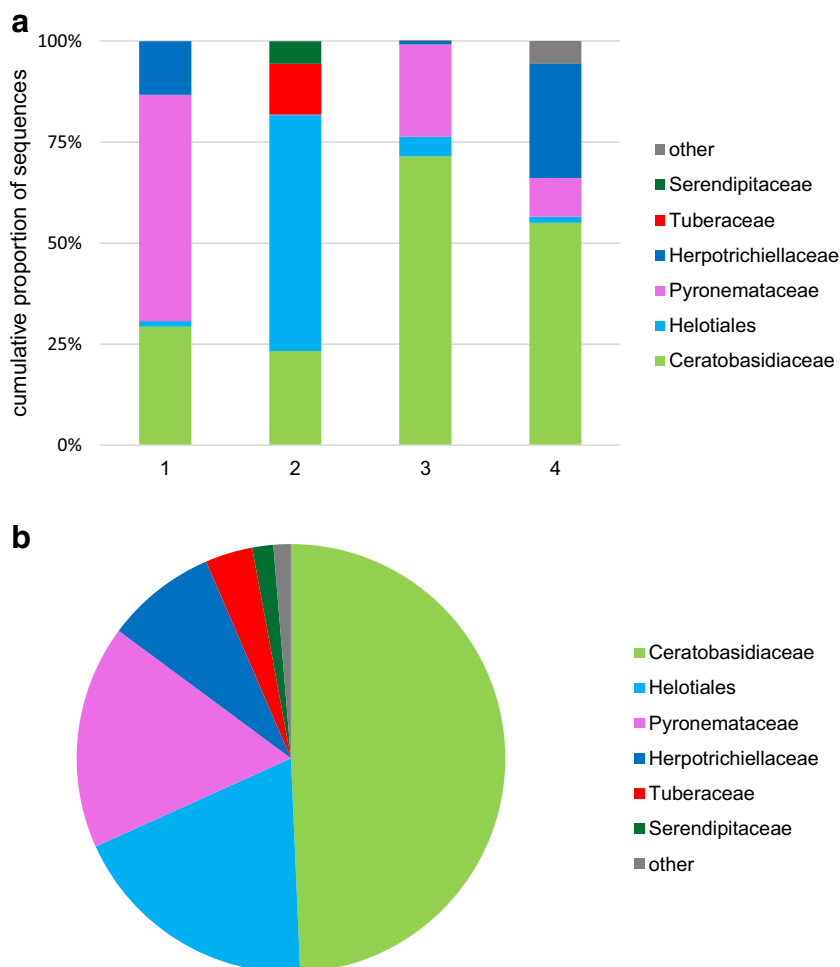 a
cumulative proportion of sequences
100%
75%
50%
25%
0%
1 2 3 4
other
Serendipitaceae
Tuberaceae
Herpotrichiellaceae
Pyronemataceae
Helotiales
Ceratobasidiaceae
b
Ceratobasidiaceae
Helotiales
Pyronemataceae
Herpotrichiellaceae
Tuberaceae
Serendipitaceae
other